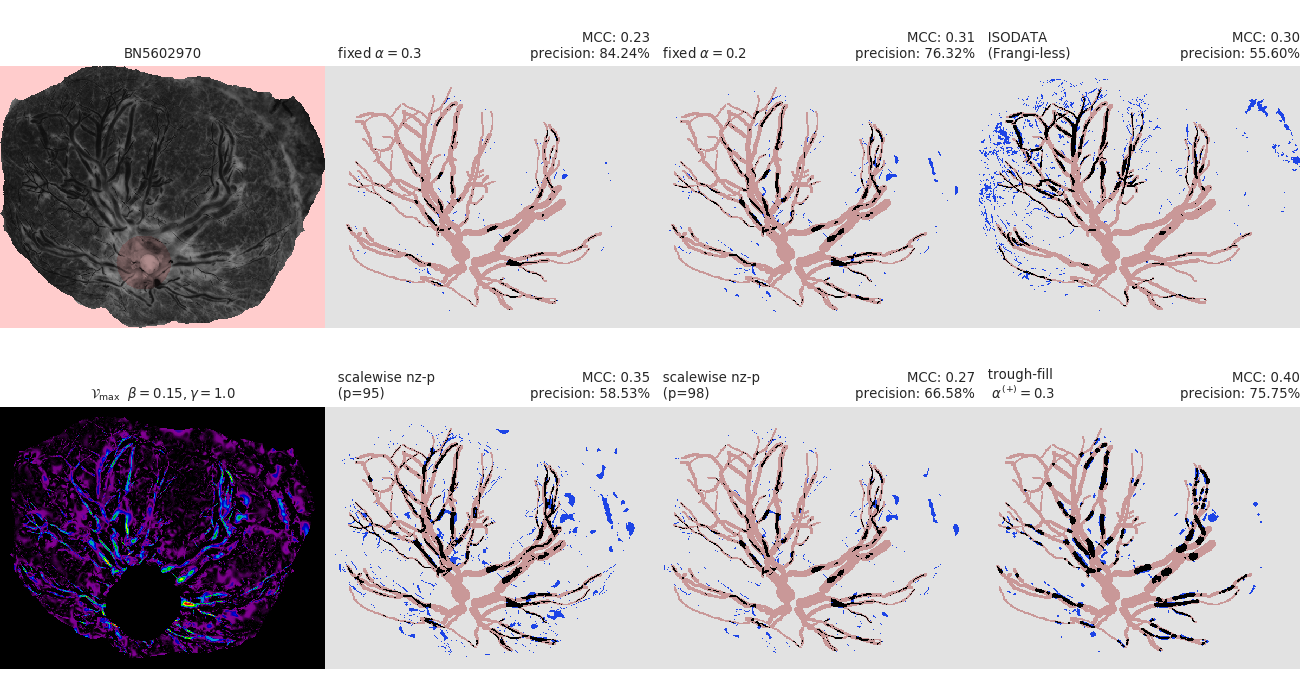 BN5602970
fixed α = 0.3
MCC: 0.23
precision: 84.24%
fixed α = 0.2
MCC: 0.31
precision: 76.32%
ISODATA
(Frangi-less)
MCC: 0.30
precision: 55.60%
𝒱max β = 0.15, γ = 1.0
scalewise nz-p
(p=95)
MCC: 0.35
precision: 58.53%
scalewise nz-p
(p=98)
MCC: 0.27
precision: 66.58%
trough-fill
α(+) = 0.3
MCC: 0.40
precision: 75.75%